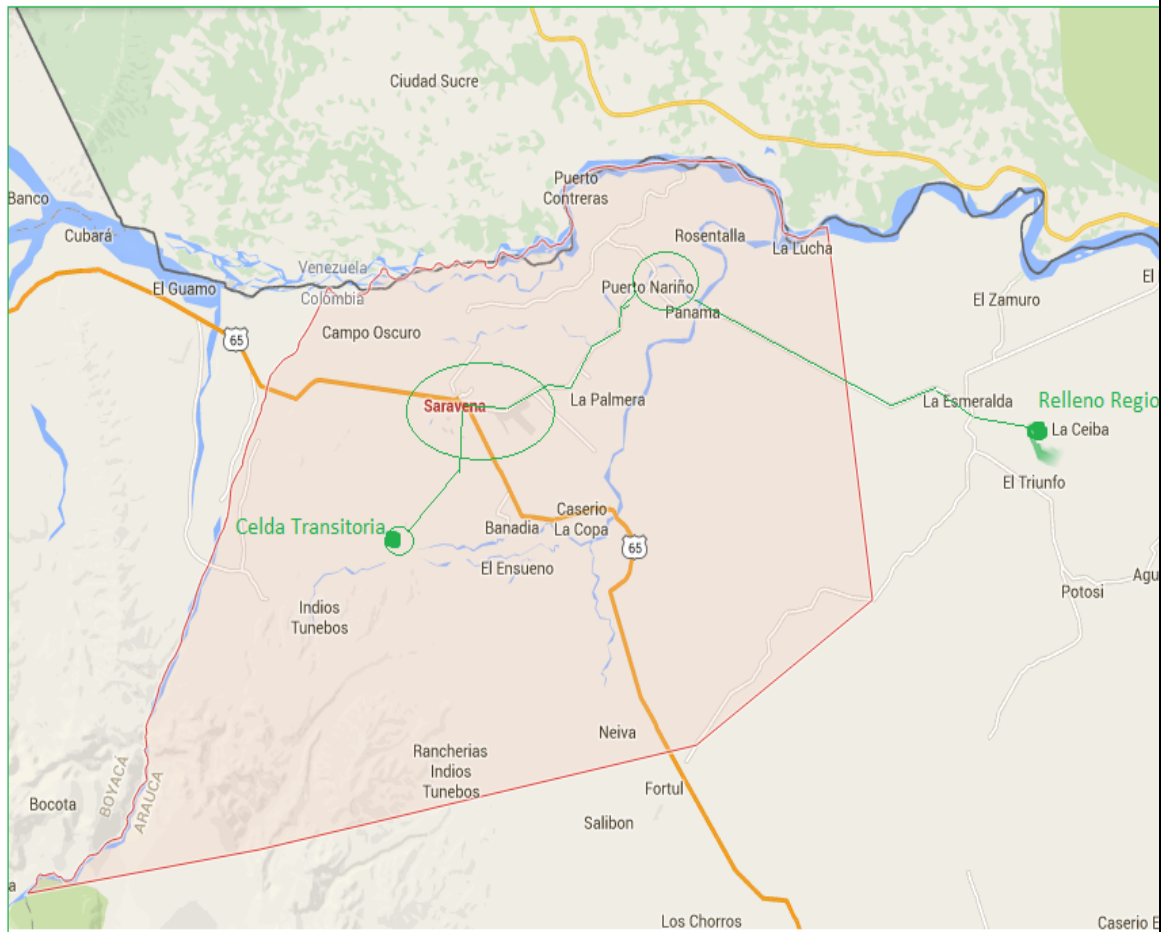 Ciudad Sucre
Puerto
Contreras
Banco
Cubará
Rosentalla
La Lucha
Venezuela
Colombia
El Guamo
Puerto Nariño
El
El Zamuro
Panama
65
Campo Oscuro
Saravena
La Palmera
La Esmeralda
Relleno Regio
La Ceiba
El Triunfo
Celda Transitoria
Banadia
Caserio
La Copa
65
El Ensueno
Agu
Potosi
Indios
Tunebos
Neiva
Rancherias
Indios
Tunebos
Fortul
BOYACÁ
ARAUCA
Bocota
Salibon
a
Los Chorros
Caserio E